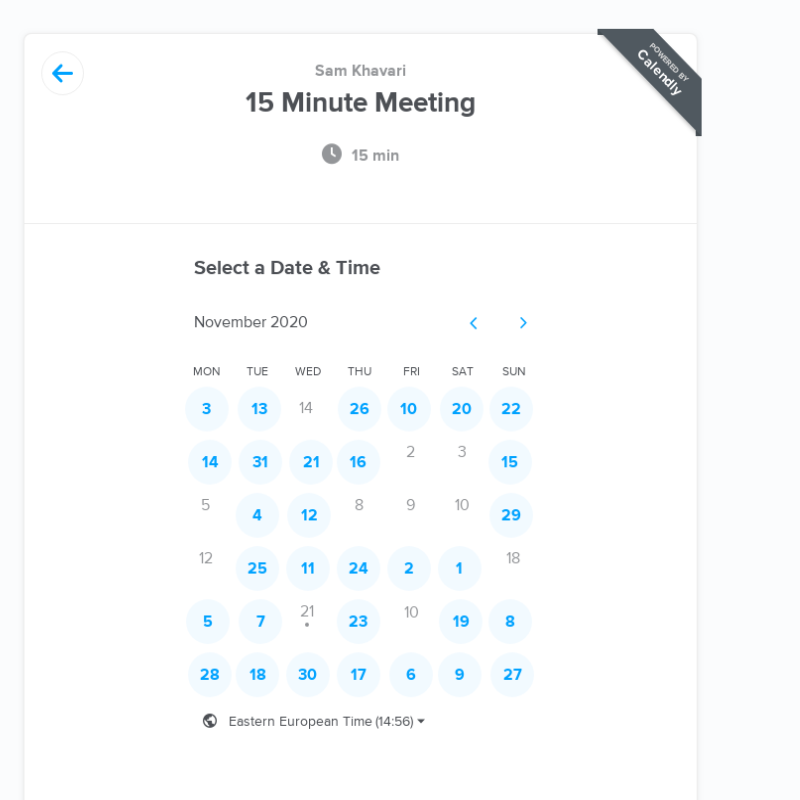 POWERED BY
Calendly
Sam Khavari
15 Minute Meeting
15 min
Select a Date & Time
November 2020
MON TUE WED THU FRI SAT SUN
3 13 14 26 10 20 22
14 31 21 16 2 3 15
5 4 12 8 9 10 29
12 25 11 24 2 1 18
5 7 21 23 10 19 8
28 18 30 17 6 9 27
Eastern European Time (14:56)